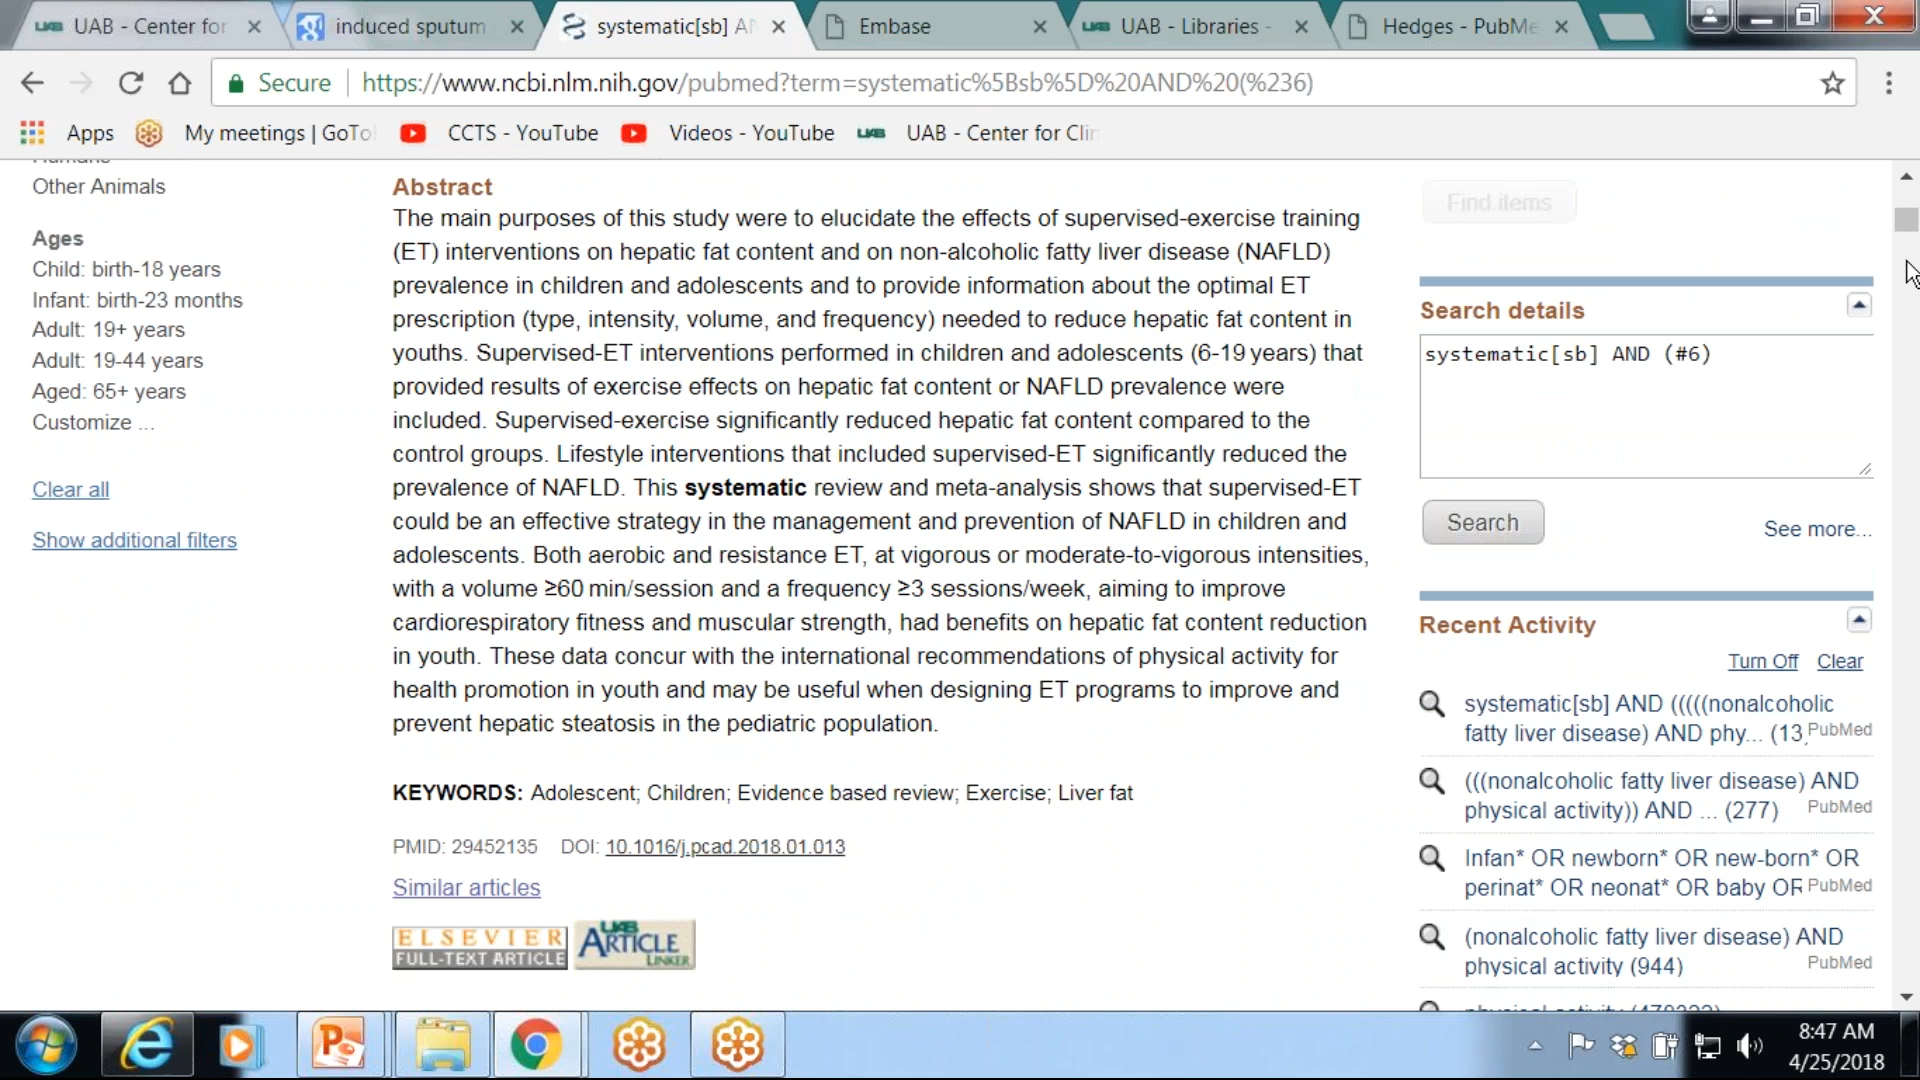 UAB - Center for
induced sputum
systematic[sb] AN
Embase
UAB - Libraries -
Hedges - PubMe
Secure
https://www.ncbi.nlm.nih.gov/pubmed?term=systematic%5Bsb%5D%20AND%20(%236)
Apps
My meetings | GoTo
CCTS - YouTube
Videos - YouTube
UAB
UAB - Center for Clin
Humans
Other Animals
Ages
Child: birth-18 years
Infant: birth-23 months
Adult: 19+ years
Adult: 19-44 years
Aged: 65+ years
Customize ...
Clear all
Show additional filters
Abstract
The main purposes of this study were to elucidate the effects of supervised-exercise training
(ET) interventions on hepatic fat content and on non-alcoholic fatty liver disease (NAFLD)
prevalence in children and adolescents and to provide information about the optimal ET
prescription (type, intensity, volume, and frequency) needed to reduce hepatic fat content in
youths. Supervised-ET interventions performed in children and adolescents (6-19 years) that
provided results of exercise effects on hepatic fat content or NAFLD prevalence were
included. Supervised-exercise significantly reduced hepatic fat content compared to the
control groups. Lifestyle interventions that included supervised-ET significantly reduced the
prevalence of NAFLD. This systematic review and meta-analysis shows that supervised-ET
could be an effective strategy in the management and prevention of NAFLD in children and
adolescents. Both aerobic and resistance ET, at vigorous or moderate-to-vigorous intensities,
with a volume ≥60 min/session and a frequency ≥3 sessions/week, aiming to improve
cardiorespiratory fitness and muscular strength, had benefits on hepatic fat content reduction
in youth. These data concur with the international recommendations of physical activity for
health promotion in youth and may be useful when designing ET programs to improve and
prevent hepatic steatosis in the pediatric population.
KEYWORDS: Adolescent; Children; Evidence based review; Exercise; Liver fat
PMID: 29452135 DOI: 10.1016/j.pcad.2018.01.013
Similar articles
ELSEVIER
FULL-TEXT ARTICLE
UAB
ARTICLE
LINKER
Find items
Search details
systematic[sb] AND (#6)
Search
See more...
Recent Activity
Turn Off Clear
systematic[sb] AND (((((nonalcoholic
fatty liver disease) AND phy... (13 PubMed
(((nonalcoholic fatty liver disease) AND
physical activity)) AND ... (277) PubMed
Infan* OR newborn* OR new-born* OR
perinat* OR neonat* OR baby OR PubMed
(nonalcoholic fatty liver disease) AND
physical activity (944) PubMed
8:47 AM
4/25/2018